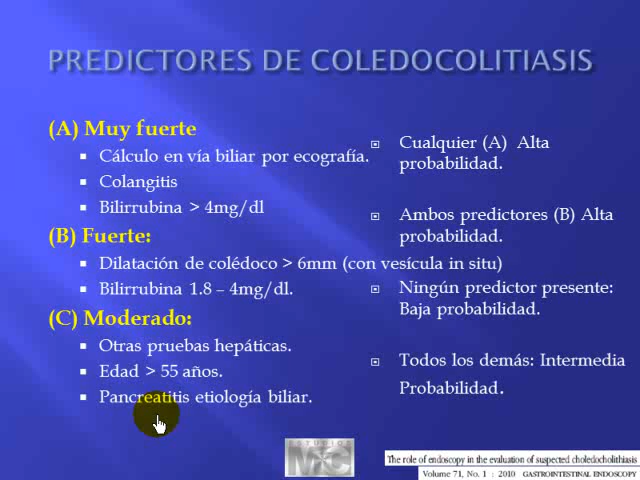 PREDICTORES DE COLEDOCOLITIASIS
(A) Muy fuerte
Cálculo en vía biliar por ecografía.
Colangitis
Bilirrubina > 4mg/dl
(B) Fuerte:
Dilatación de colédoco > 6mm (con vesícula in situ)
Bilirrubina 1.8 – 4mg/dl.
(C) Moderado:
Otras pruebas hepáticas.
Edad > 55 años.
Pancreatitis etiología biliar.
Cualquier (A) Alta
probabilidad.
Ambos predictores (B) Alta
probabilidad.
Ningún predictor presente:
Baja probabilidad.
Todos los demás: Intermedia
Probabilidad.
ESTUDIOS
MC
The role of endoscopy in the evaluation of suspected choledocholithiasis
Volume 71, No. 1 : 2010 GASTROINTESTINAL ENDOSCOPY